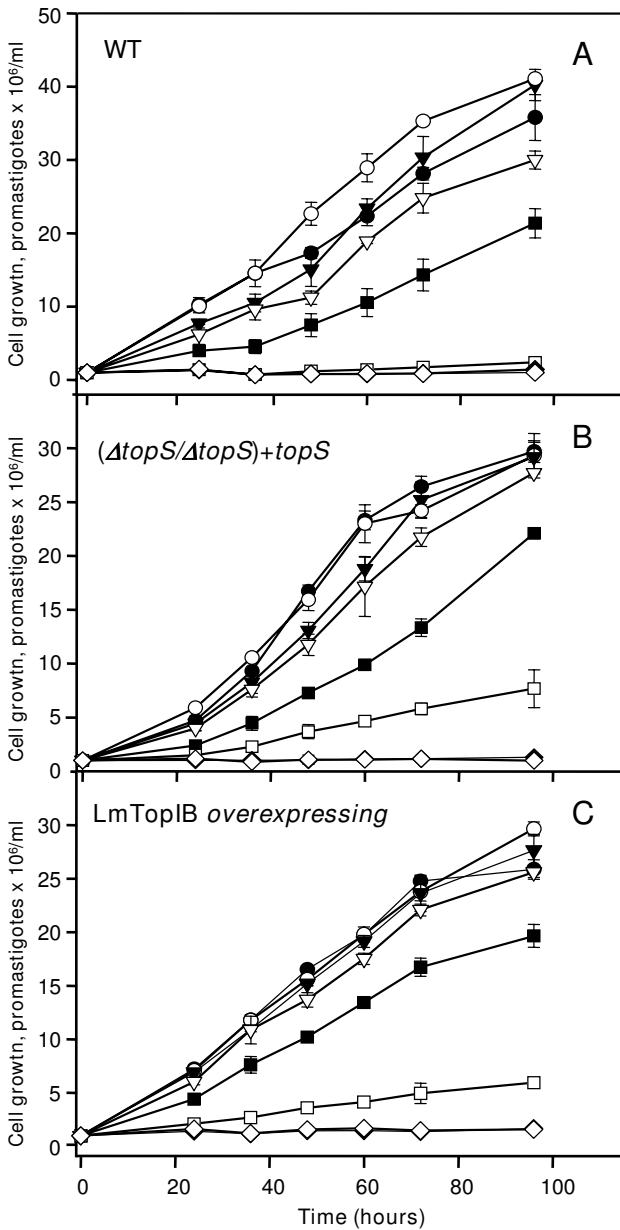 WT
A
50
40
30
20
10
0
Cell growtn, promastigotes x 10⁶/ml
(ΔtopS/ΔtopS)+topS
B
30
25
20
15
10
5
0
Cell growtn, promastigotes x 10⁶/ml
LmTopIB overexpressing
C
30
25
20
15
10
5
0
Cell growtn, promastigotes x 10⁶/ml
0 20 40 60 80 100
Time (hours)